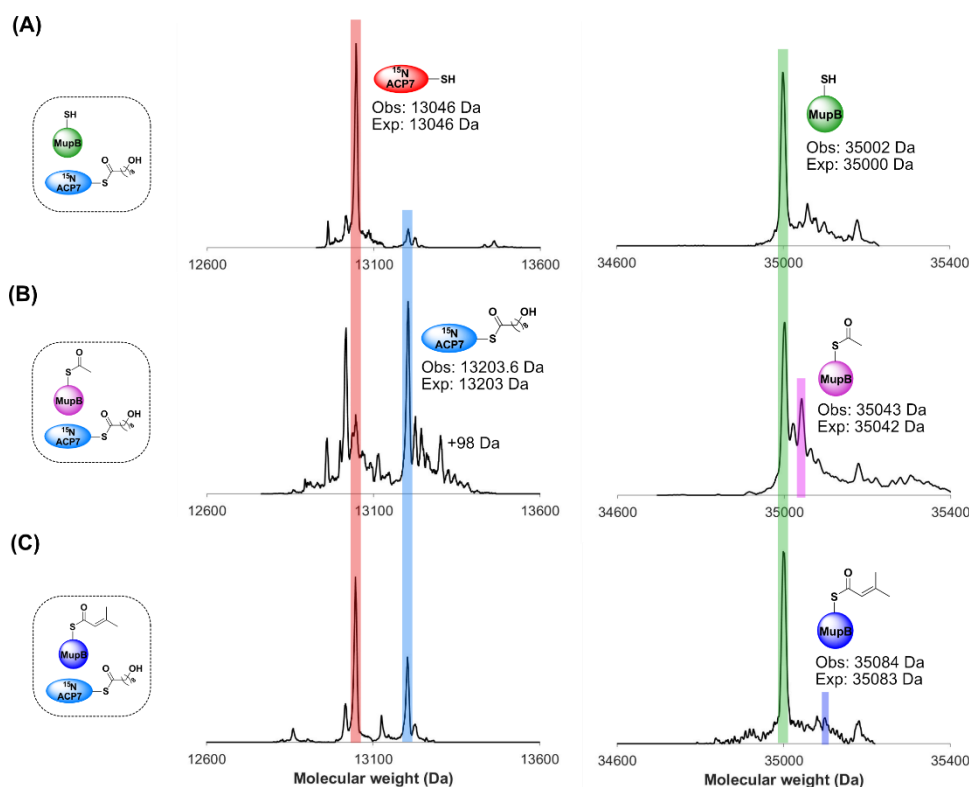 (A)
SH
MupB
15N
ACP7
S
O
OH
n
15N
ACP7
SH
Obs: 13046 Da
Exp: 13046 Da
SH
MupB
Obs: 35002 Da
Exp: 35000 Da
12600 13100 13600
34600 35000 35400
(B)
O
S
MupB
15N
ACP7
S
O
OH
15N
ACP7
S
O
OH
Obs: 13203.6 Da
Exp: 13203 Da
+98 Da
O
S
MupB
Obs: 35043 Da
Exp: 35042 Da
12600 13100 13600
34600 35000 35400
(C)
O
S
MupB
15N
ACP7
S
O
OH
O
S
MupB
Obs: 35084 Da
Exp: 35083 Da
12600 13100 13600
Molecular weight (Da)
34600 35000 35400
Molecular weight (Da)